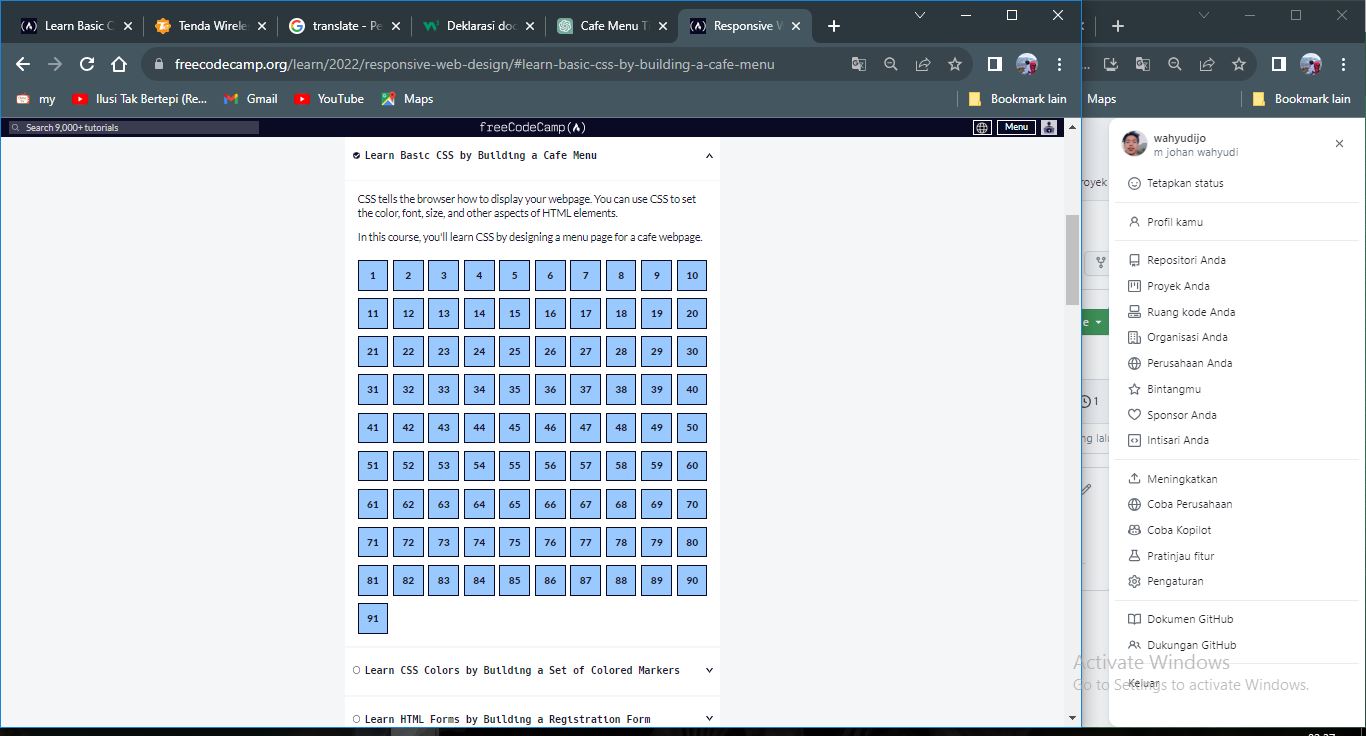 Learn Basic C
Tenda Wirele
translate - Pe
Deklarasi doc
Cafe Menu Ti
Responsive W
freecodecamp.org/learn/2022/responsive-web-design/#learn-basic-css-by-building-a-cafe-menu
my
Ilusi Tak Bertepi (Re...
Gmail
YouTube
Maps
Bookmark lain
Search 9,000+ tutorials
freeCodeCamp(🔥)
Menu
Learn Basic CSS by Building a Cafe Menu
CSS tells the browser how to display your webpage. You can use CSS to set
the color, font, size, and other aspects of HTML elements.
In this course, you'll learn CSS by designing a menu page for a cafe webpage.
1 2 3 4 5 6 7 8 9 10
11 12 13 14 15 16 17 18 19 20
21 22 23 24 25 26 27 28 29 30
31 32 33 34 35 36 37 38 39 40
41 42 43 44 45 46 47 48 49 50
51 52 53 54 55 56 57 58 59 60
61 62 63 64 65 66 67 68 69 70
71 72 73 74 75 76 77 78 79 80
81 82 83 84 85 86 87 88 89 90
91
Learn CSS Colors by Building a Set of Colored Markers
Learn HTML Forms by Building a Registration Form
Maps
Bookmark lain
royek
e
1
ng lal
wahyudijo
m johan wahyudi
Tetapkan status
Profil kamu
Repositori Anda
Proyek Anda
Ruang kode Anda
Organisasi Anda
Perusahaan Anda
Bintangmu
Sponsor Anda
Intisari Anda
Meningkatkan
Coba Perusahaan
Coba Kopilot
Pratinjau fitur
Pengaturan
Dokumen GitHub
Dukungan GitHub
Keluar
Activate Windows
Go to Settings to activate Windows.